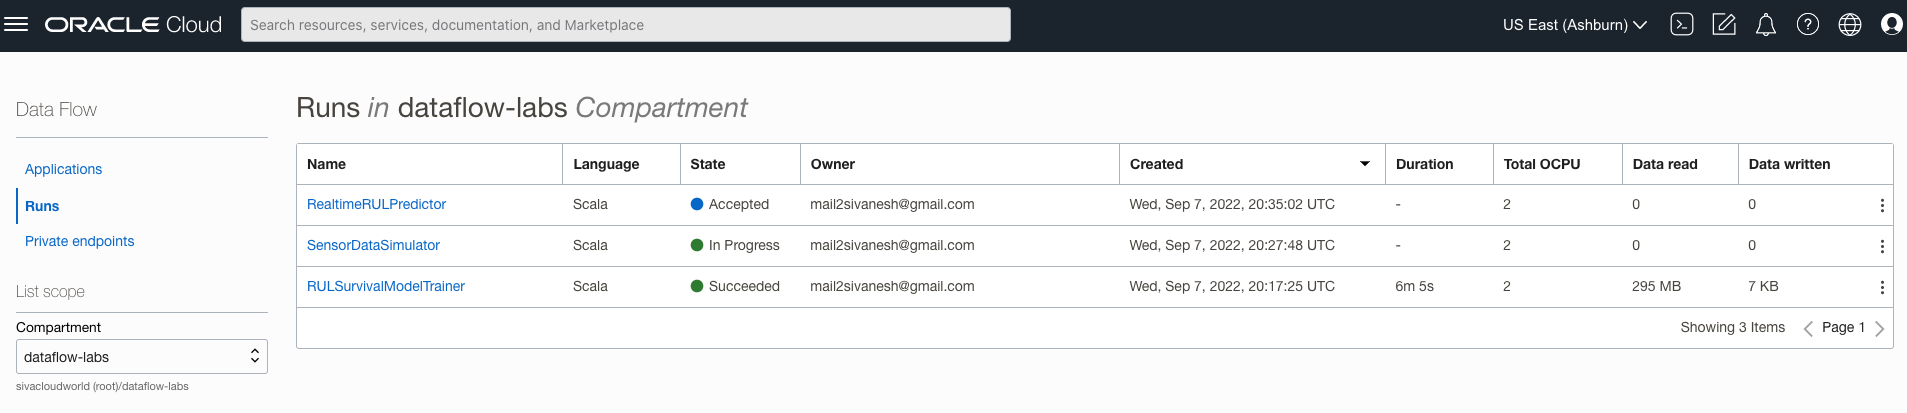 ORACLE Cloud Search resources, services, documentation, and Marketplace US East (Ashburn)
Data Flow
Applications
Runs
Private endpoints
List scope
Compartment
dataflow-labs
sivacloudworld (root)/dataflow-labs
Runs in dataflow-labs Compartment
Name Language State Owner Created Duration Total OCPU Data read Data written
RealtimeRULPredictor Scala Accepted mail2sivanesh@gmail.com Wed, Sep 7, 2022, 20:35:02 UTC - 2 0 0
SensorDataSimulator Scala In Progress mail2sivanesh@gmail.com Wed, Sep 7, 2022, 20:27:48 UTC - 2 0 0
RULSurvivalModelTrainer Scala Succeeded mail2sivanesh@gmail.com Wed, Sep 7, 2022, 20:17:25 UTC 6m 5s 2 295 MB 7 KB
Showing 3 Items Page 1